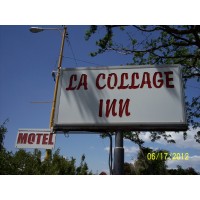 LA COLLAGE
INN
MOTEL
06/17/2012